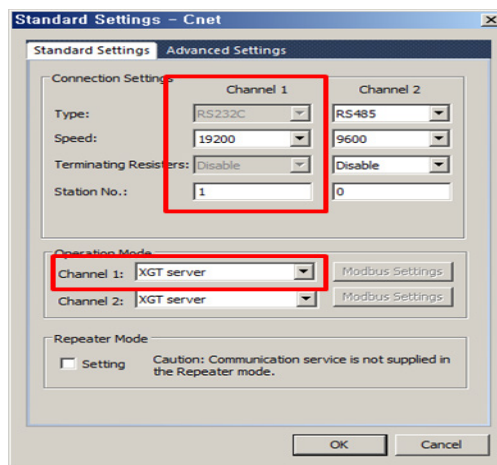 Standard Settings - Cnet
Standard Settings Advanced Settings
Connection Settings
Channel 1 Channel 2
Type: RS232C RS485
Speed: 19200 9600
Terminating Resisters: Disable Disable
Station No.: 1 0
Operation Mode
Channel 1: XGT server Modbus Settings
Channel 2: XGT server Modbus Settings
Repeater Mode
Setting Caution: Communication service is not supplied in
the Repeater mode.
OK Cancel